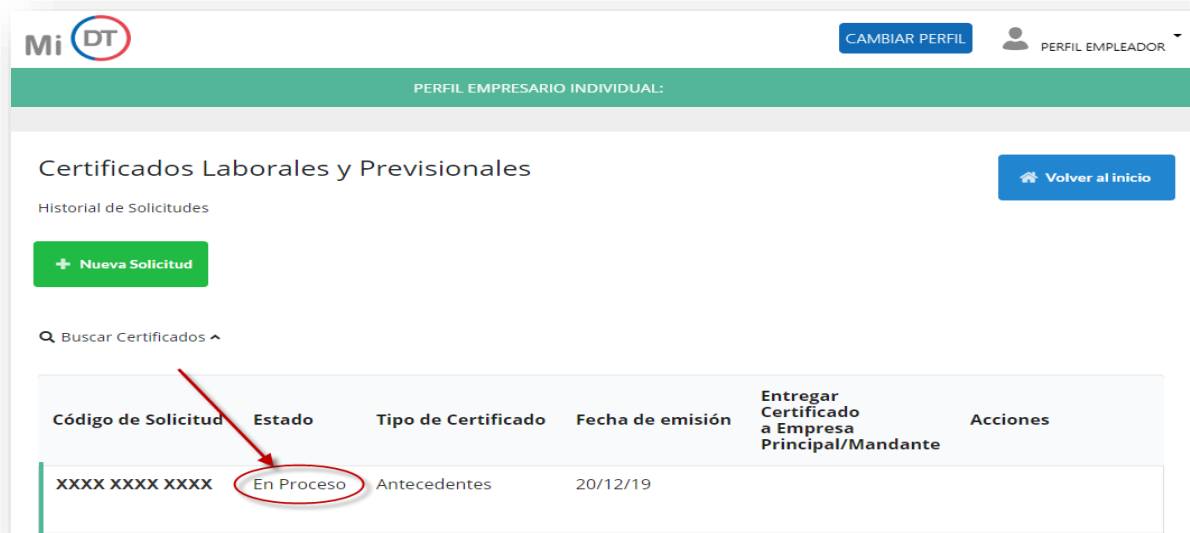 Mi DT
CAMBIAR PERFIL
PERFIL EMPLEADOR
PERFIL EMPRESARIO INDIVIDUAL:
Certificados Laborales y Previsionales
Volver al inicio
Historial de Solicitudes
+ Nueva Solicitud
Buscar Certificados
Código de Solicitud
Estado
Tipo de Certificado
Fecha de emisión
Entregar
Certificado
a Empresa
Principal/Mandante
Acciones
XXXX XXXX XXXX
En Proceso
Antecedentes
20/12/19